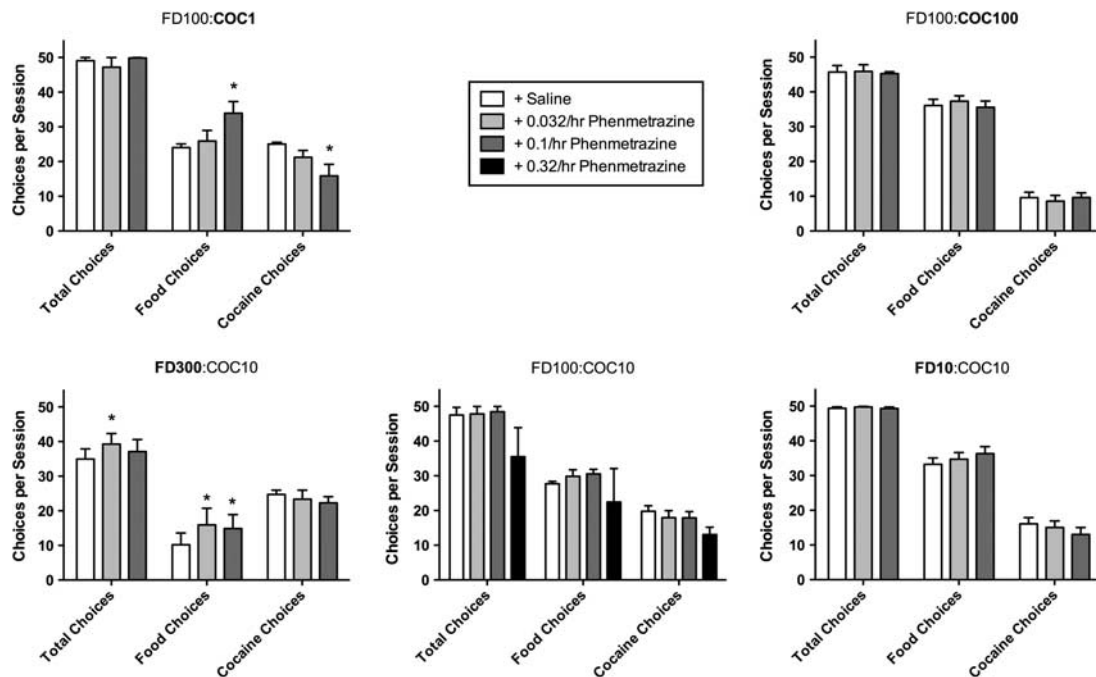 FD100:COC1
Choices per Session
50
40
30
20
10
0
*
*
Total Choices
Food Choices
Cocaine Choices
+ Saline
+ 0.032/hr Phenmetrazine
+ 0.1/hr Phenmetrazine
+ 0.32/hr Phenmetrazine
FD100:COC100
Choices per Session
50
40
30
20
10
0
Total Choices
Food Choices
Cocaine Choices
FD300:COC10
Choices per Session
50
40
30
20
10
0
*
*
*
Total Choices
Food Choices
Cocaine Choices
FD100:COC10
Choices per Session
50
40
30
20
10
0
Total Choices
Food Choices
Cocaine Choices
FD10:COC10
Choices per Session
50
40
30
20
10
0
Total Choices
Food Choices
Cocaine Choices